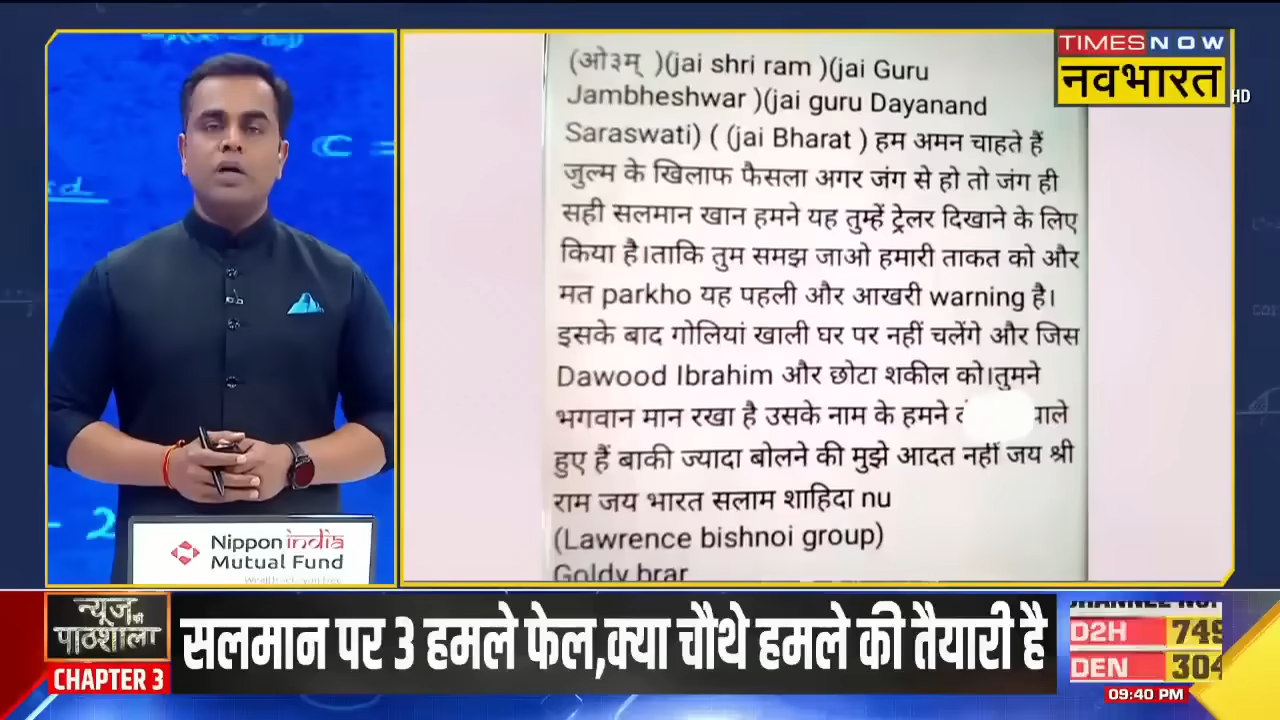 TIMES NOW
नवभारत
HD
(ओ३म् )(jai shri ram )(jai Guru
Jambheshwar )(jai guru Dayanand
Saraswati) ( (jai Bharat ) हम अमन चाहते हैं
जुल्म के खिलाफ फैसला अगर जंग से हो तो जंग ही
सही सलमान खान हमने यह तुम्हें ट्रेलर दिखाने के लिए
किया है।ताकि तुम समझ जाओ हमारी ताकत को और
मत parkho यह पहली और आखरी warning है।
इसके बाद गोलियां खाली घर पर नहीं चलेंगे और जिस
Dawood Ibrahim और छोटा शकील को।तुमने
भगवान मान रखा है उसके नाम के हमने पाले
हुए हैं बाकी ज्यादा बोलने की मुझे आदत नहीं जय श्री
राम जय भारत सलाम शाहिदा nu
(Lawrence bishnoi group)
Goldy brar
C =
- 2
Nippon india
Mutual Fund
न्यूज की
पाठशाला
CHAPTER 3
सलमान पर 3 हमले फेल,क्या चौथे हमले की तैयारी है
D2H 749
DEN 304
09:40 PM